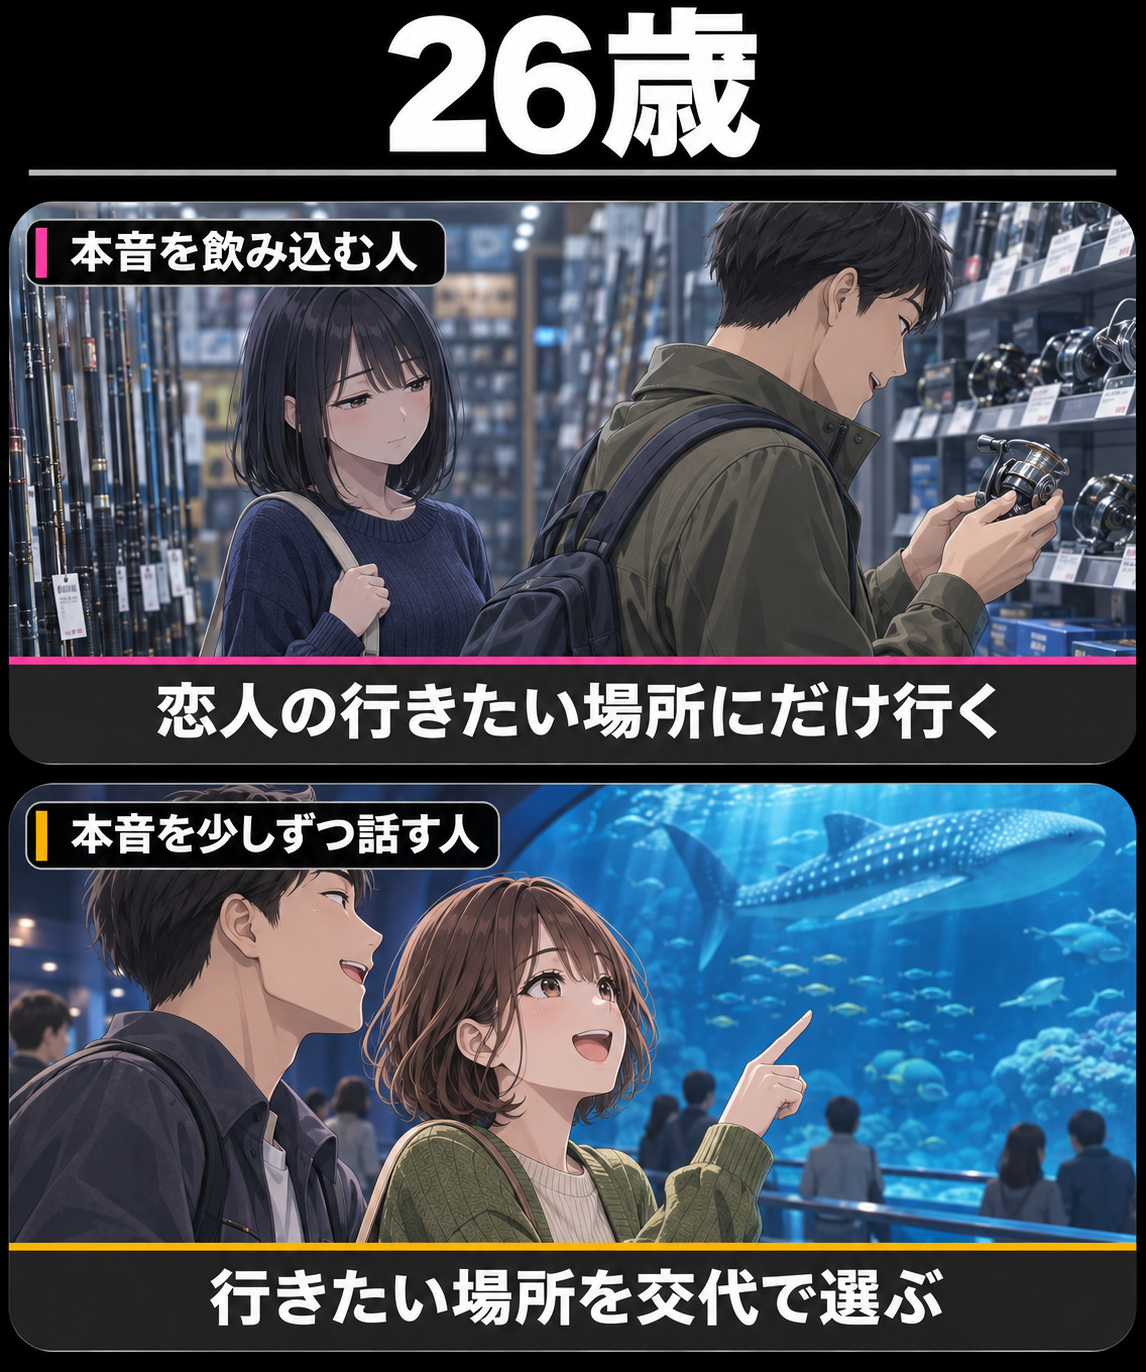 26歳
本音を飲み込む人
恋人の行きたい場所にだけ行く
本音を少しずつ話す人
行きたい場所を交代で選ぶ